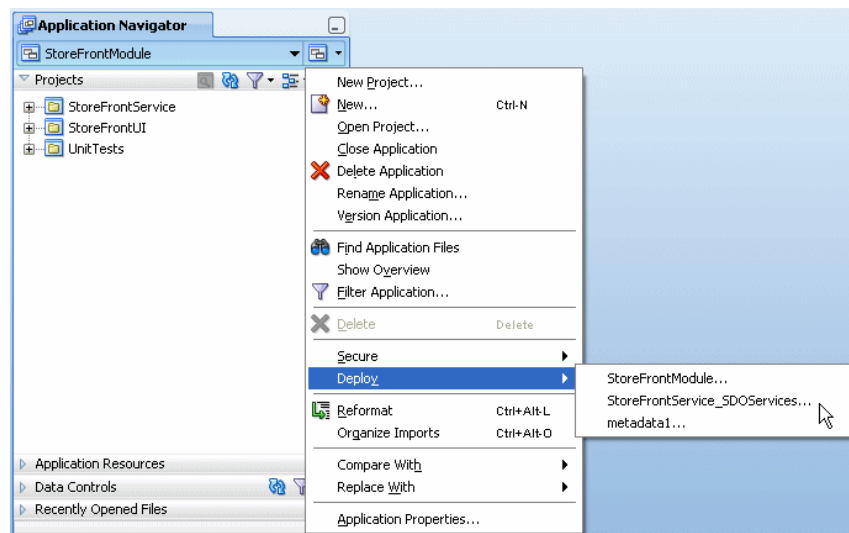 Application Navigator
StoreFrontModule
Projects
StoreFrontService
StoreFrontUI
UnitTests
Application Resources
Data Controls
Recently Opened Files
New Project...
New... Ctrl-N
Open Project...
Close Application
Delete Application
Rename Application...
Version Application...
Find Application Files
Show Overview
Filter Application...
Delete Delete
Secure
Deploy
Reformat Ctrl+Alt-L
Organize Imports Ctrl+Alt-O
Compare With
Replace With
Application Properties...
StoreFrontModule...
StoreFrontService_SDOServices...
metadata1...